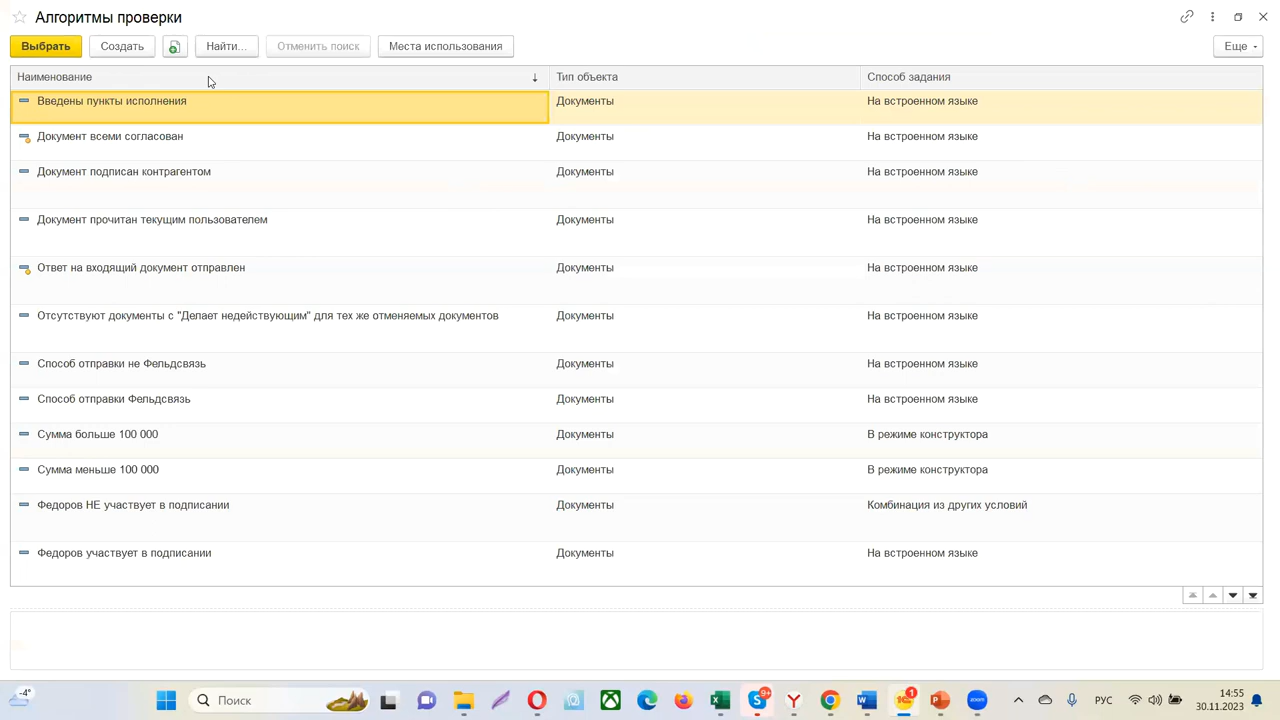 Алгоритмы проверки
Выбрать Создать Найти... Отменить поиск Места использования Еще
Наименование ↓ Тип объекта Способ задания
Введены пункты исполнения Документы На встроенном языке
Документ всеми согласован Документы На встроенном языке
Документ подписан контрагентом Документы На встроенном языке
Документ прочитан текущим пользователем Документы На встроенном языке
Ответ на входящий документ отправлен Документы На встроенном языке
Отсутствуют документы с "Делает недействующим" для тех же отменяемых документов Документы На встроенном языке
Способ отправки не Фельдсвязь Документы На встроенном языке
Способ отправки Фельдсвязь Документы На встроенном языке
Сумма больше 100 000 Документы В режиме конструктора
Сумма меньше 100 000 Документы В режиме конструктора
Федоров НЕ участвует в подписании Документы Комбинация из других условий
Федоров участвует в подписании Документы На встроенном языке
-4° Поиск 9+ 1 zoom РУС 14:55
30.11.2023